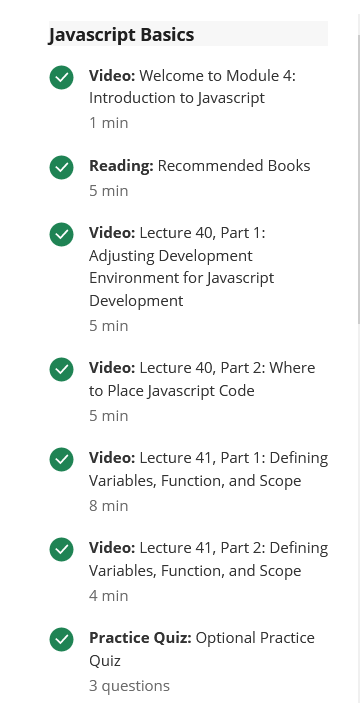 Javascript Basics
Video: Welcome to Module 4:
Introduction to Javascript
1 min
Reading: Recommended Books
5 min
Video: Lecture 40, Part 1:
Adjusting Development
Environment for Javascript
Development
5 min
Video: Lecture 40, Part 2: Where
to Place Javascript Code
5 min
Video: Lecture 41, Part 1: Defining
Variables, Function, and Scope
8 min
Video: Lecture 41, Part 2: Defining
Variables, Function, and Scope
4 min
Practice Quiz: Optional Practice
Quiz
3 questions